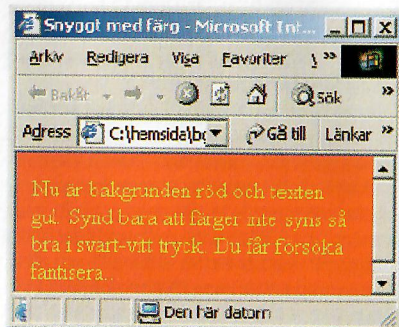 Snyggt med färg - Microsoft Int...
Arkiv Redigera Visa Favoriter »
Bakåt Sök »
Adress C:\hemsida\bg Gå till Länkar »
Nu är bakgrunden röd och texten
gul. Synd bara att färger inte syns så
bra i svart-vitt tryck. Du får försöka
fantisera...
Den här datorn